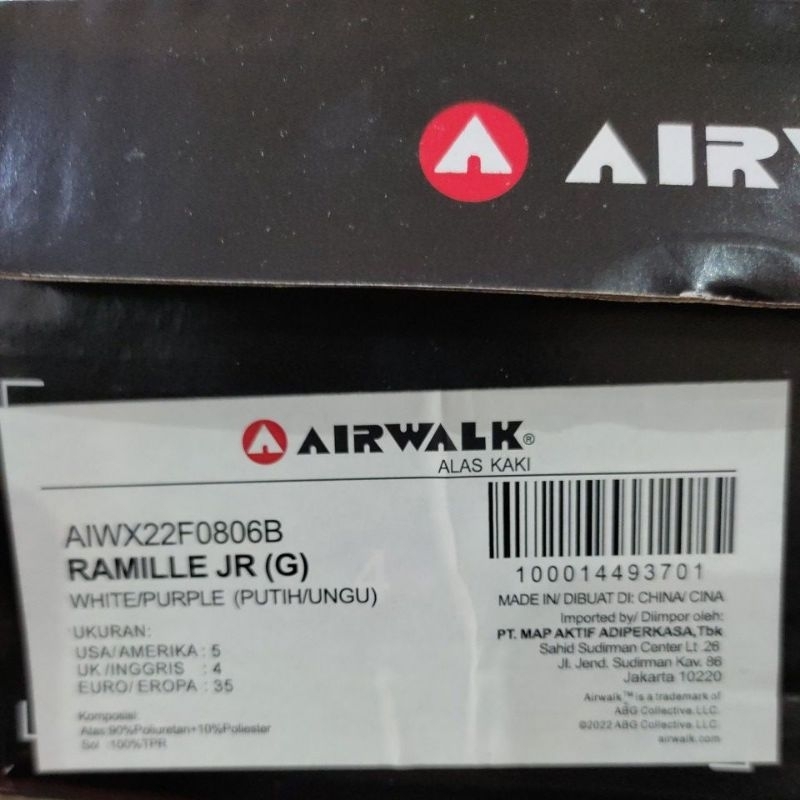 AIRW
AIRWALK®
ALAS KAKI
AIWX22F0806B
RAMILLE JR (G)
WHITE/PURPLE (PUTIH/UNGU)
UKURAN:
USA/AMERIKA : 5
UK /INGGRIS : 4
EURO/ EROPA : 35
Komposisi
Alas:90%Poliuretan+10%Poliester
Sol :100%TPR
100014493701
MADE IN/ DIBUAT DI: CHINA/ CINA
Imported by/ Diimpor oleh:
PT. MAP AKTIF ADIPERKASA,Tbk
Sahid Sudirman Center Lt .26
Jl. Jend. Sudirman Kav. 86
Jakarta 10220
Airwalk™ is a trademark of
ABG Collective, LLC.
©2022 ABG Collective, LLC.
airwalk.com